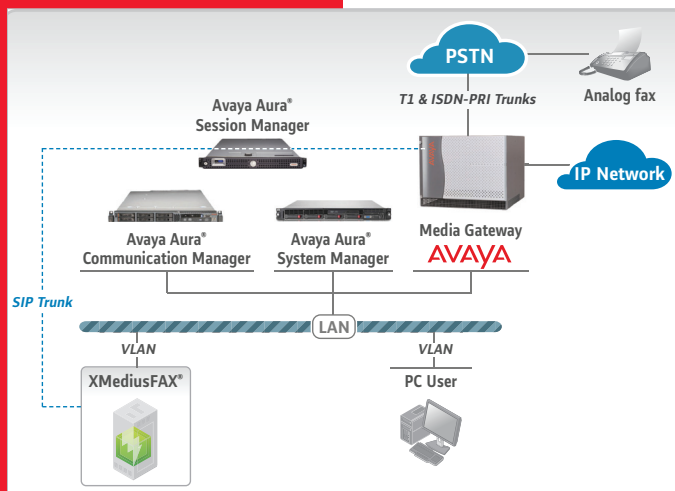 PSTN
T1 & ISDN-PRI Trunks
Analog fax
Avaya Aura®
Session Manager
AVAYA
IP Network
Avaya Aura®
Communication Manager
Avaya Aura®
System Manager
Media Gateway
AVAYA
SIP Trunk
LAN
VLAN
VLAN
XMediusFAX®
PC User